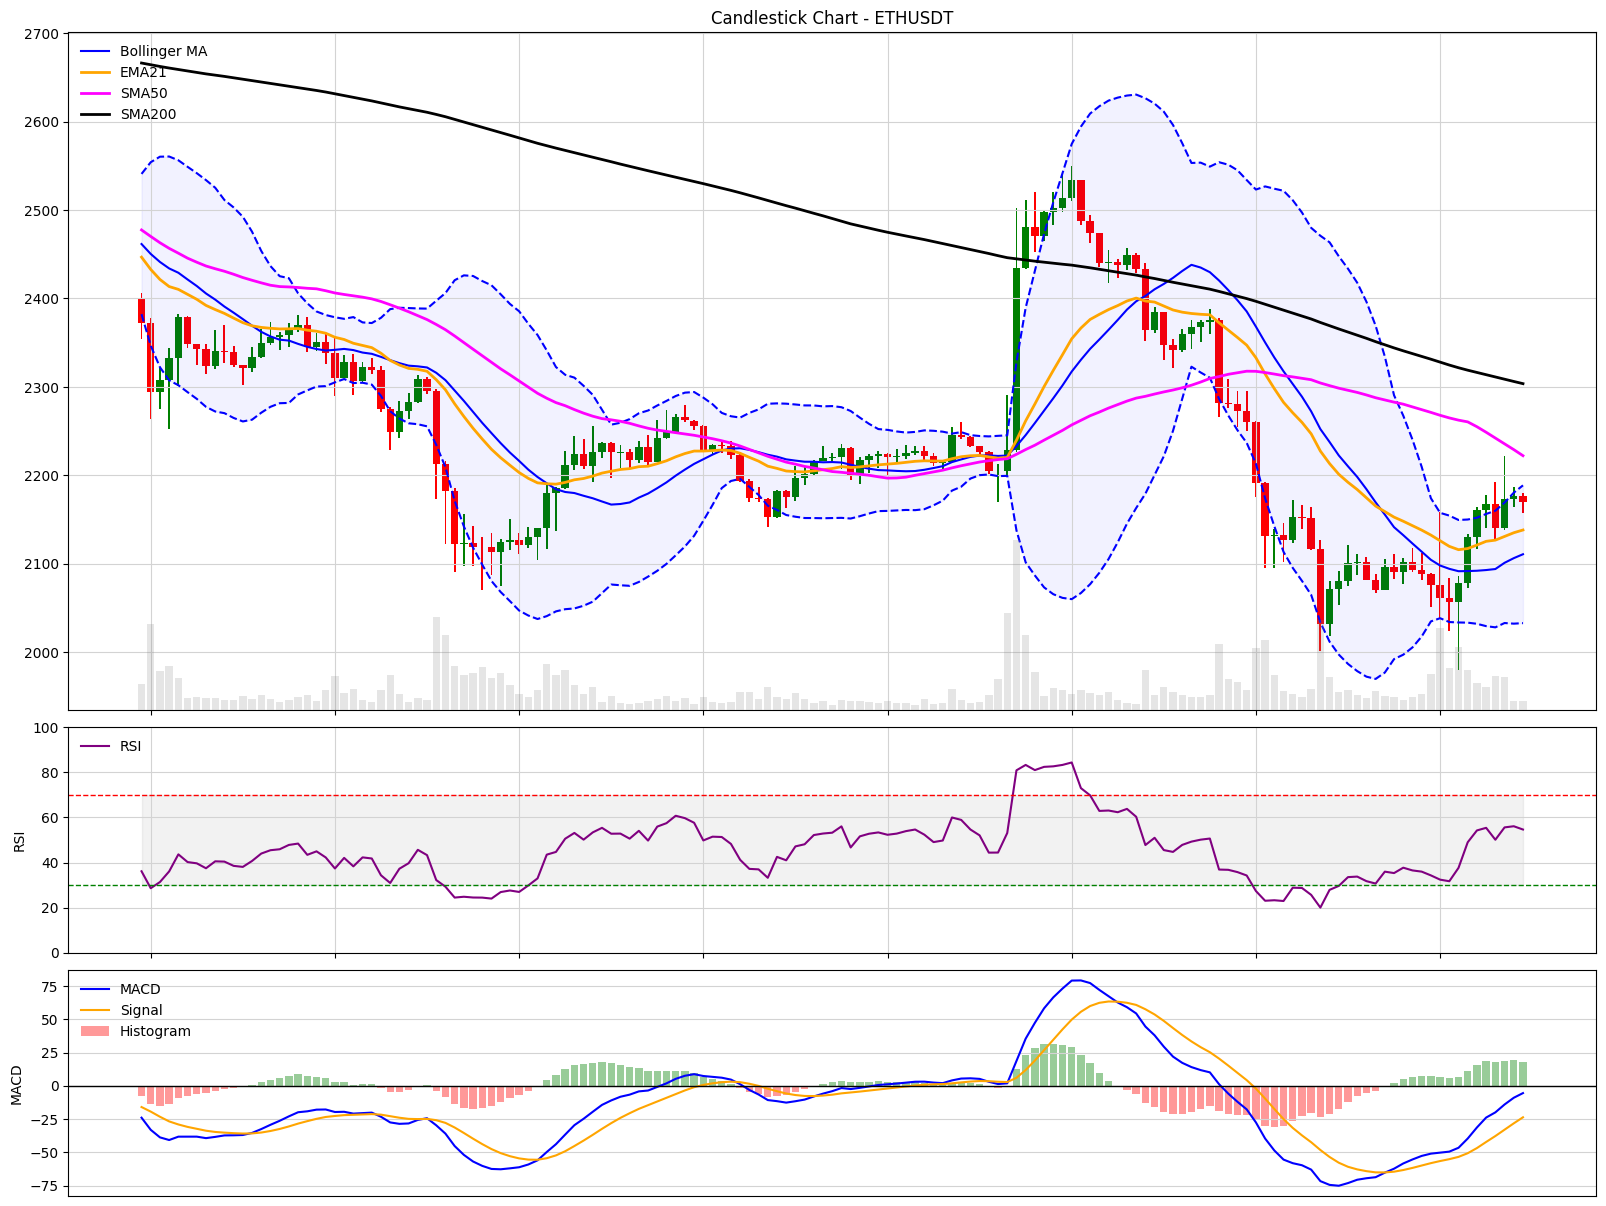 Candlestick Chart - ETHUSDT
2700
2600
2500
2400
2300
2200
2100
2000
Bollinger MA
EMA21
SMA50
SMA200
100
80
60
40
20
0
RSI
RSI
75
50
25
0
−25
−50
−75
MACD
MACD
Signal
Histogram